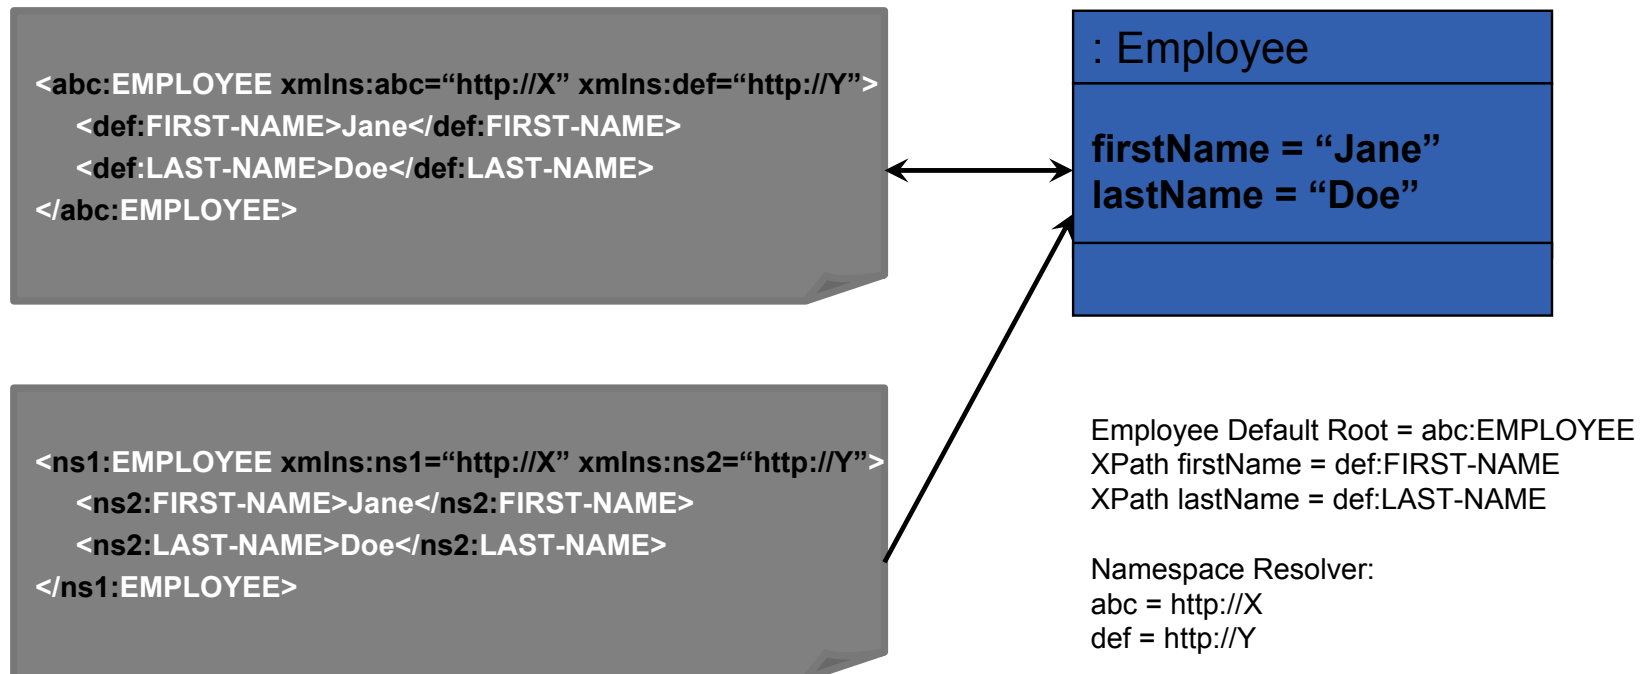 <abc:EMPLOYEE xmlns:abc=“http://X” xmlns:def=“http://Y”>
<def:FIRST-NAME>Jane</def:FIRST-NAME>
<def:LAST-NAME>Doe</def:LAST-NAME>
</abc:EMPLOYEE>
: Employee
firstName = “Jane”
lastName = “Doe”
<ns1:EMPLOYEE xmlns:ns1=“http://X” xmlns:ns2=“http://Y”>
<ns2:FIRST-NAME>Jane</ns2:FIRST-NAME>
<ns2:LAST-NAME>Doe</ns2:LAST-NAME>
</ns1:EMPLOYEE>
Employee Default Root = abc:EMPLOYEE
XPath firstName = def:FIRST-NAME
XPath lastName = def:LAST-NAME
Namespace Resolver:
abc = http://X
def = http://Y